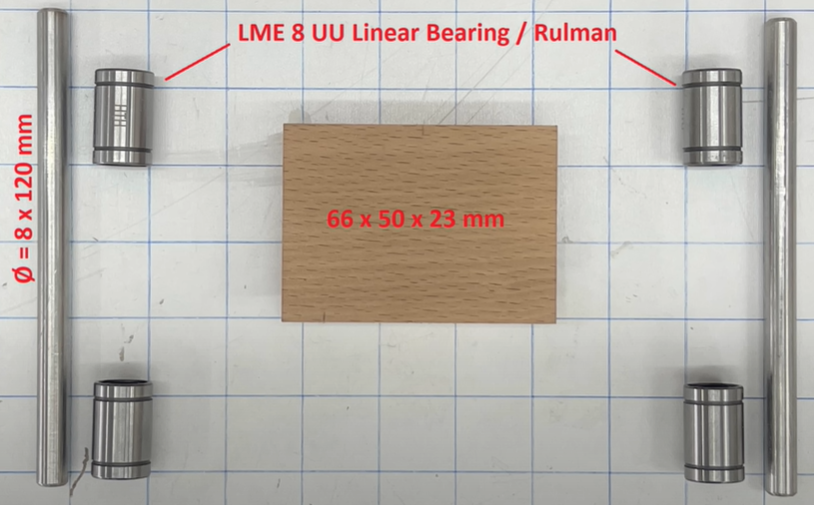 LME 8 UU Linear Bearing / Rulman
Ø = 8 x 120 mm
66 x 50 x 23 mm